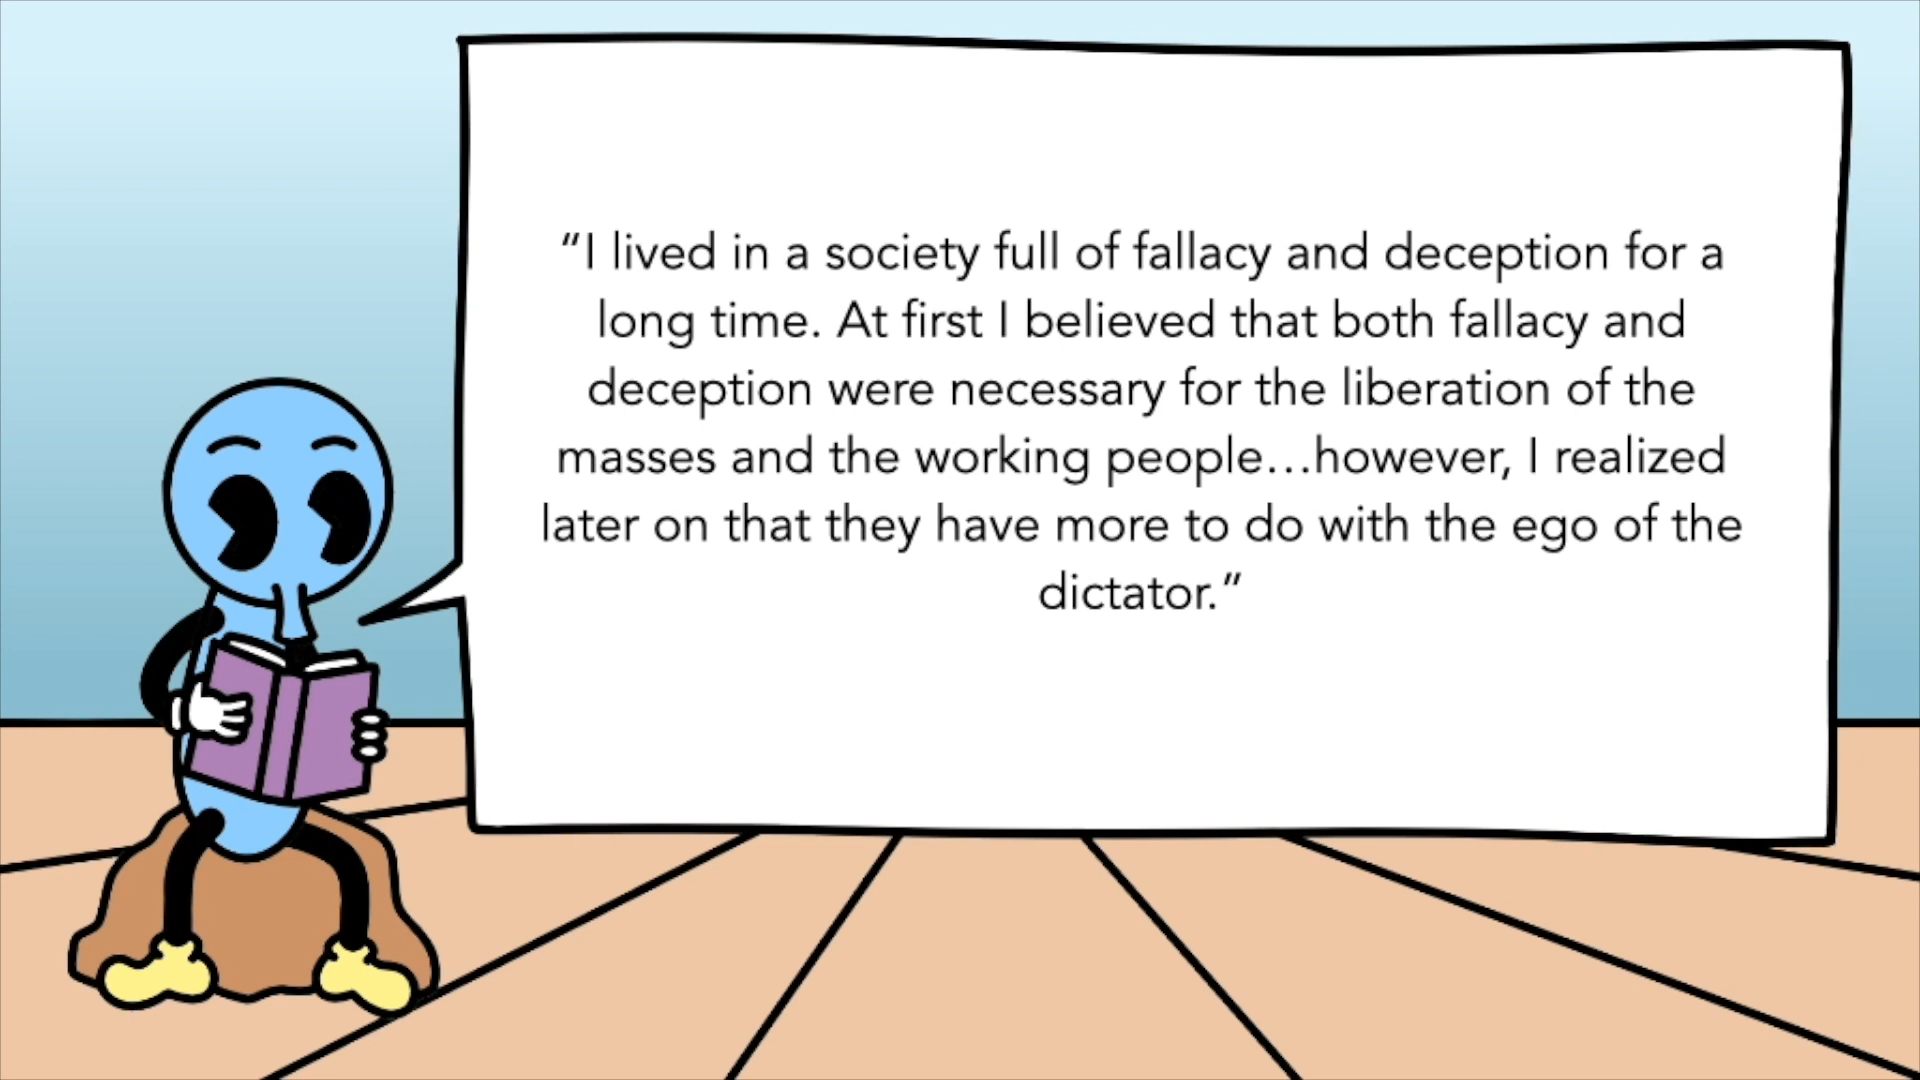 “I lived in a society full of fallacy and deception for a
long time. At first I believed that both fallacy and
deception were necessary for the liberation of the
masses and the working people…however, I realized
later on that they have more to do with the ego of the
dictator.”